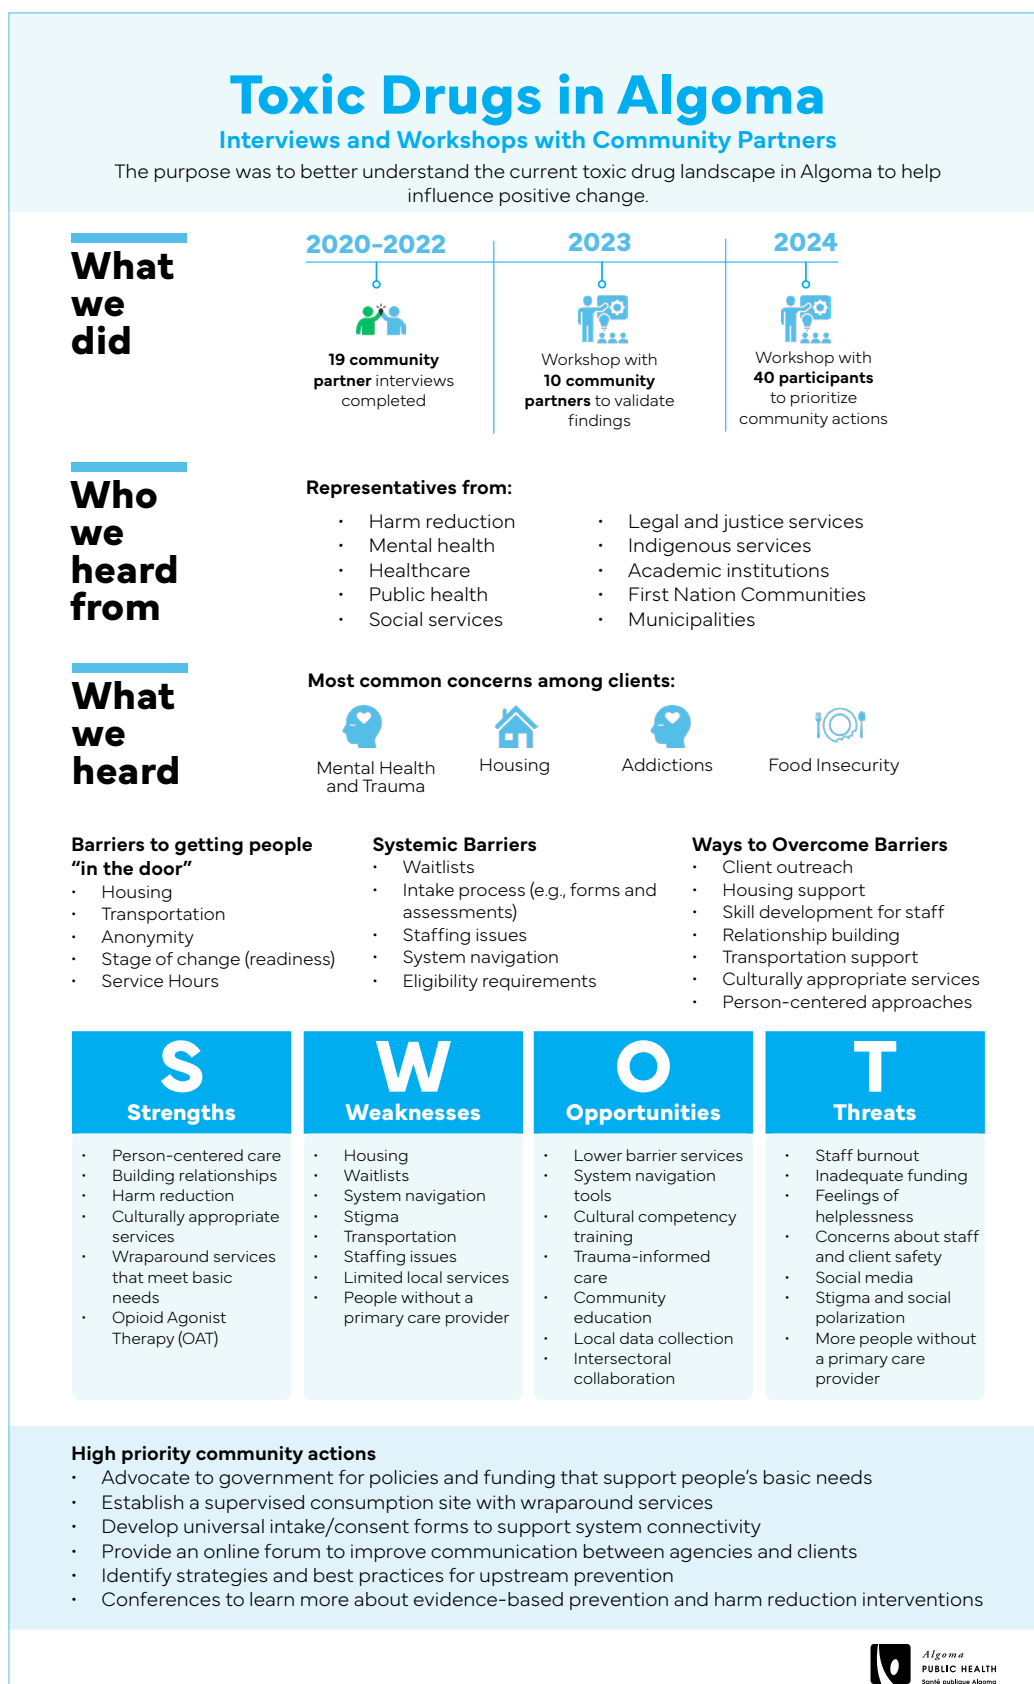 Toxic Drugs in Algoma
Interviews and Workshops with Community Partners
The purpose was to better understand the current toxic drug landscape in Algoma to help
influence positive change.
What
we
did
2020-2022
19 community
partner interviews
completed
2023
Workshop with
10 community
partners to validate
findings
2024
Workshop with
40 participants
to prioritize
community actions
Who
we
heard
from
Representatives from:
• Harm reduction
• Mental health
• Healthcare
• Public health
• Social services
• Legal and justice services
• Indigenous services
• Academic institutions
• First Nation Communities
• Municipalities
What
we
heard
Most common concerns among clients:
Mental Health
and Trauma
Housing
Addictions
Food Insecurity
Barriers to getting people
“in the door”
• Housing
• Transportation
• Anonymity
• Stage of change (readiness)
• Service Hours
Systemic Barriers
• Waitlists
• Intake process (e.g., forms and
assessments)
• Staffing issues
• System navigation
• Eligibility requirements
Ways to Overcome Barriers
• Client outreach
• Housing support
• Skill development for staff
• Relationship building
• Transportation support
• Culturally appropriate services
• Person-centered approaches
S
Strengths
• Person-centered care
• Building relationships
• Harm reduction
• Culturally appropriate
services
• Wraparound services
that meet basic
needs
• Opioid Agonist
Therapy (OAT)
W
Weaknesses
• Housing
• Waitlists
• System navigation
• Stigma
• Transportation
• Staffing issues
• Limited local services
• People without a
primary care provider
O
Opportunities
• Lower barrier services
• System navigation
tools
• Cultural competency
training
• Trauma-informed
care
• Community
education
• Local data collection
• Intersectoral
collaboration
T
Threats
• Staff burnout
• Inadequate funding
• Feelings of
helplessness
• Concerns about staff
and client safety
• Social media
• Stigma and social
polarization
• More people without
a primary care
provider
High priority community actions
• Advocate to government for policies and funding that support people’s basic needs
• Establish a supervised consumption site with wraparound services
• Develop universal intake/consent forms to support system connectivity
• Provide an online forum to improve communication between agencies and clients
• Identify strategies and best practices for upstream prevention
• Conferences to learn more about evidence-based prevention and harm reduction interventions
Algoma
PUBLIC HEALTH
Santé publique Algoma